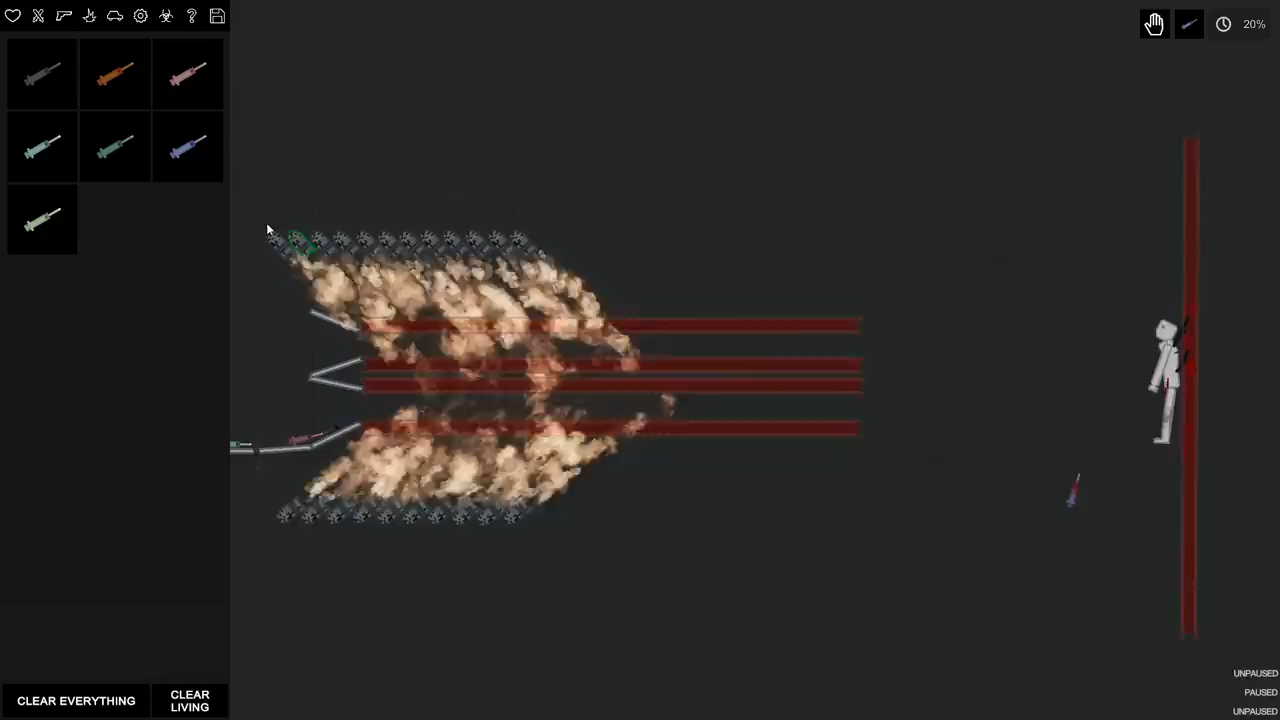 20%
CLEAR EVERYTHING
CLEAR
LIVING
UNPAUSED
PAUSED
UNPAUSED